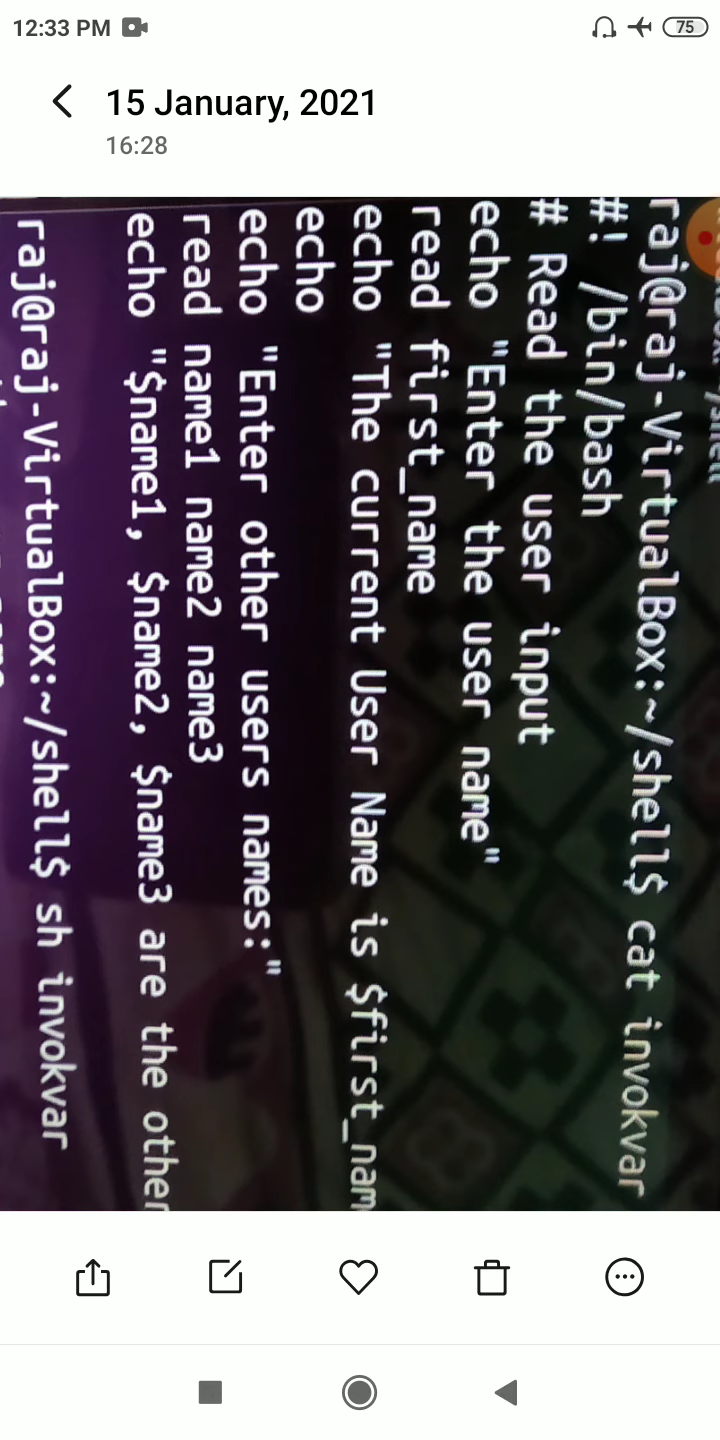 12:33 PM
75
15 January, 2021
16:28
raj@raj-VirtualBox:~/shell$ cat invokvar
#! /bin/bash
# Read the user input
echo "Enter the user name"
read first_name
echo "The current User Name is $first_nam
echo
echo "Enter other users names:"
read name1 name2 name3
echo "$name1, $name2, $name3 are the other
raj@raj-VirtualBox:~/shell$ sh invokvar